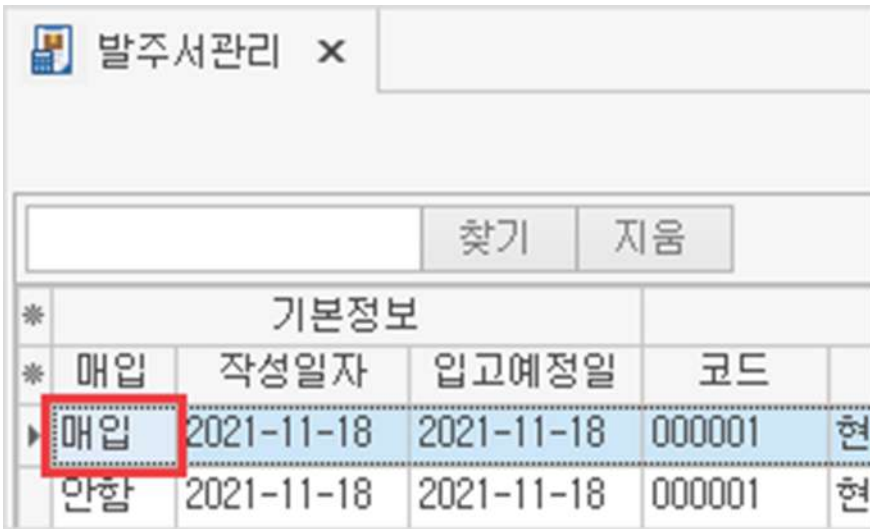 발주서관리
찾기 지움
기본정보
매입 작성일자 입고예정일 코드
매입 2021-11-18 2021-11-18 000001 현
안함 2021-11-18 2021-11-18 000001 현